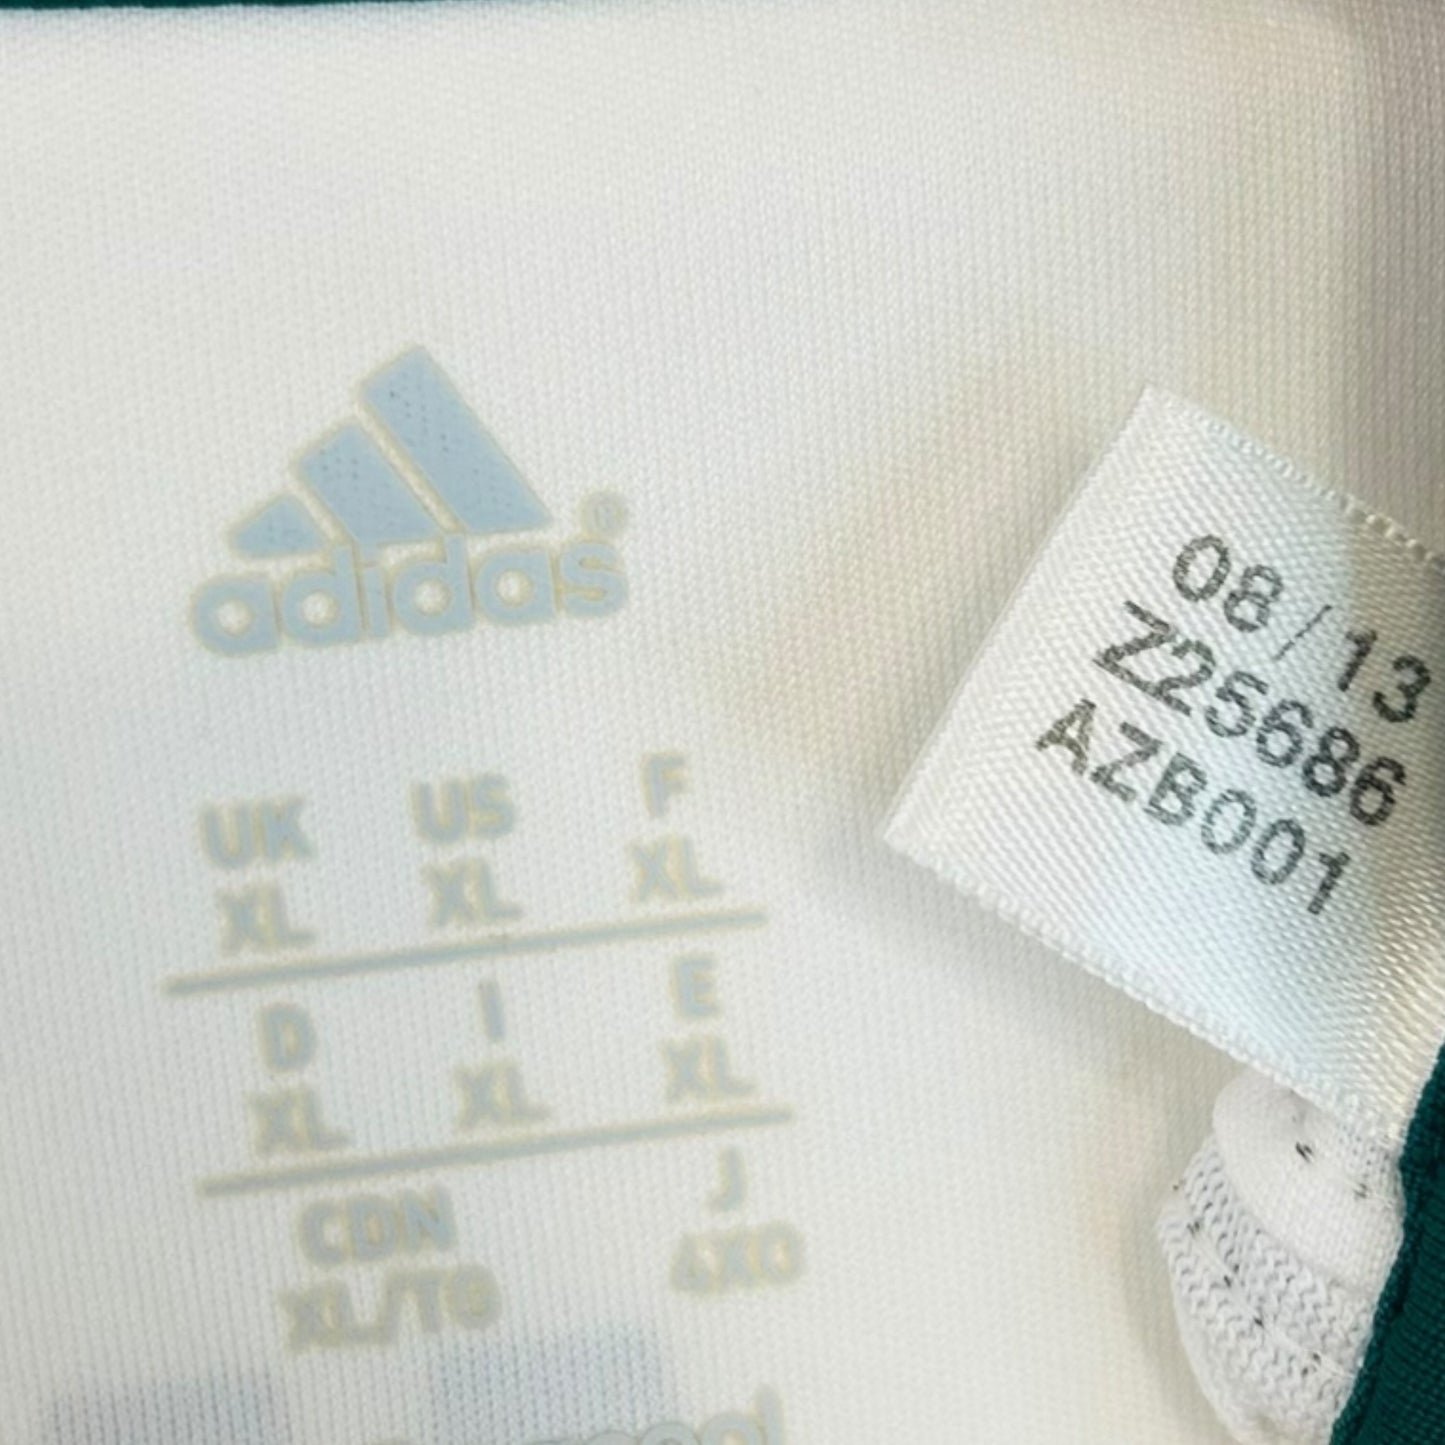 adidas®
UK US F
XL XL XL
D I E
XL XL XL
CDN J
XL/TG 4XO
08/13
Z25686
AZB001